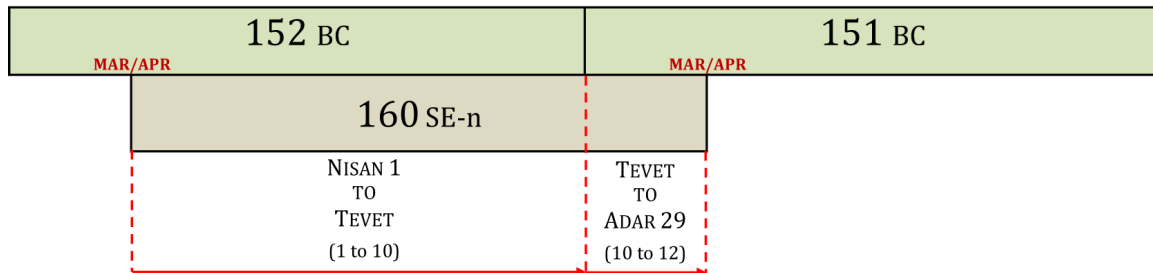 152 BC
151 BC
MAR/APR
MAR/APR
160 SE-n
NISAN 1
TO
TEVET
(1 to 10)
TEVET
TO
ADAR 29
(10 to 12)